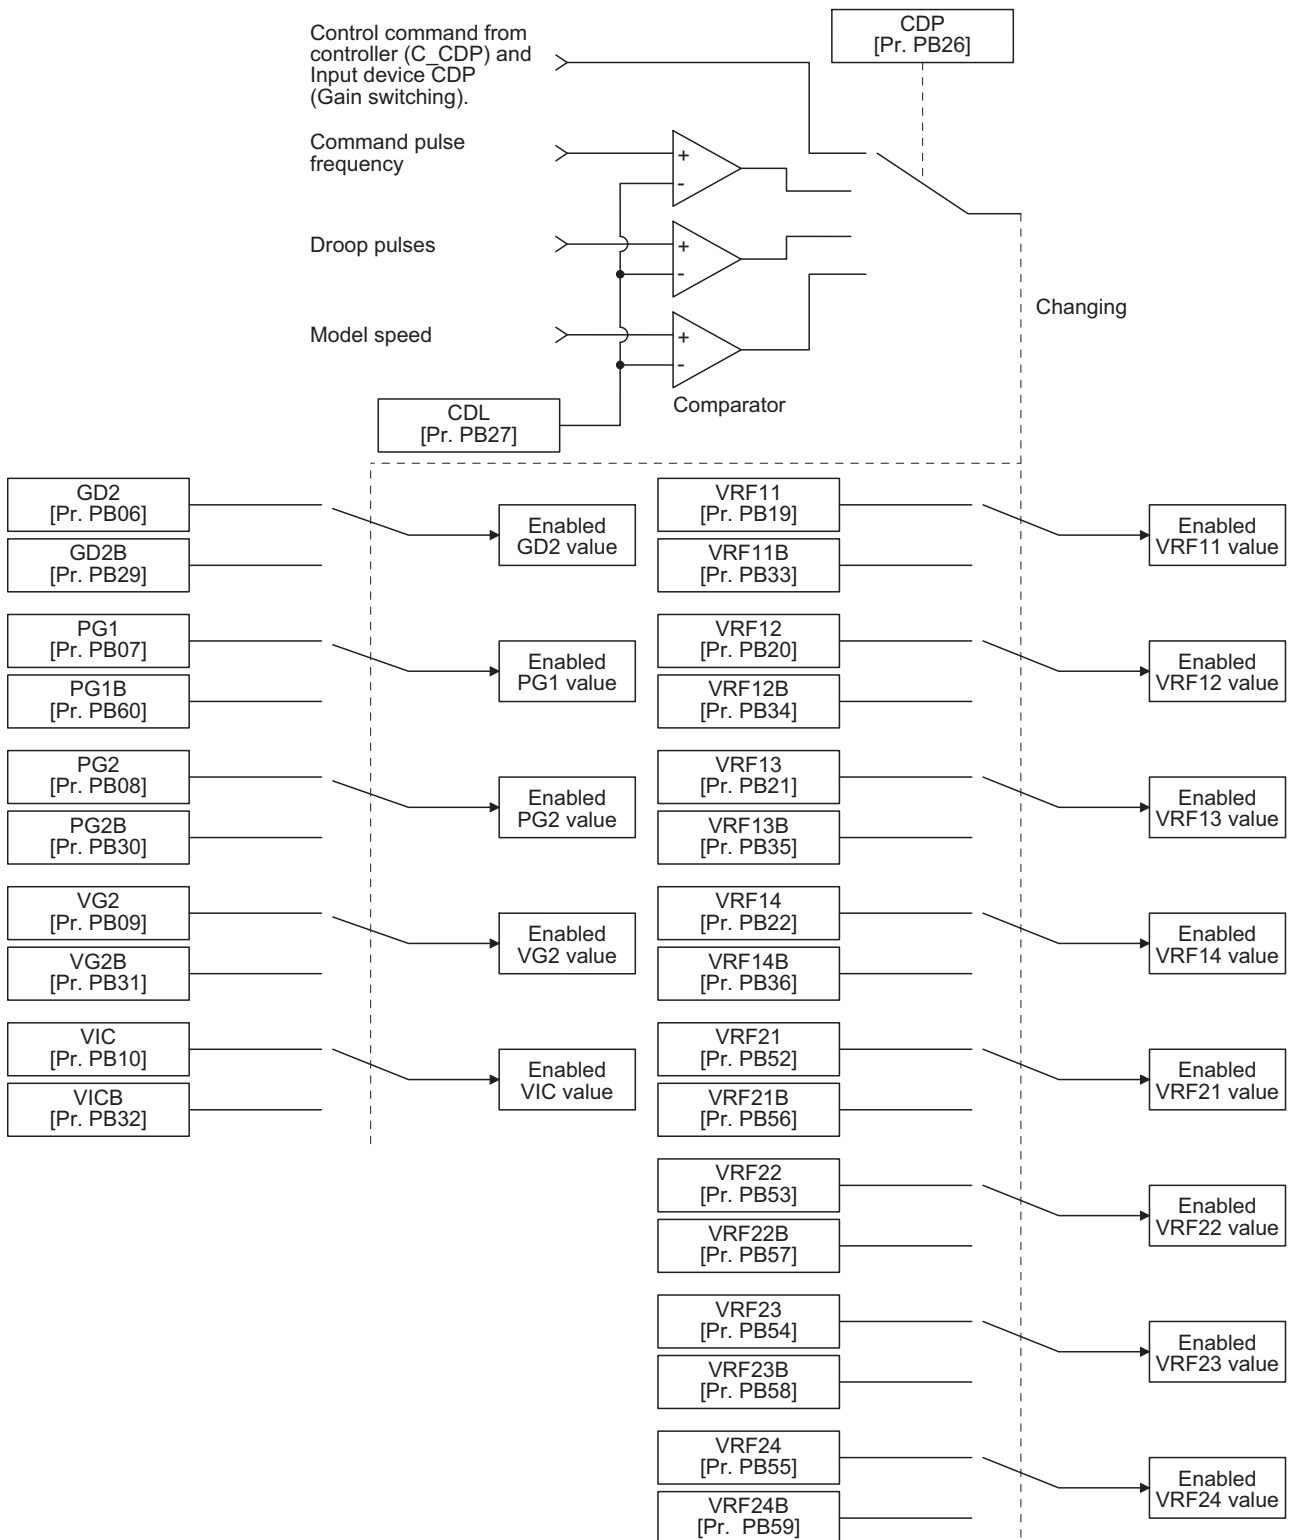 CDP
[Pr. PB26]
Control command from
controller (C_CDP) and
Input device CDP
(Gain switching).
Command pulse
frequency
+
-
Droop pulses
+
-
Changing
Model speed
+
-
Comparator
CDL
[Pr. PB27]
GD2
[Pr. PB06]
GD2B
[Pr. PB29]
Enabled
GD2 value
PG1
[Pr. PB07]
PG1B
[Pr. PB60]
Enabled
PG1 value
PG2
[Pr. PB08]
PG2B
[Pr. PB30]
Enabled
PG2 value
VG2
[Pr. PB09]
VG2B
[Pr. PB31]
Enabled
VG2 value
VIC
[Pr. PB10]
VICB
[Pr. PB32]
Enabled
VIC value
VRF11
[Pr. PB19]
VRF11B
[Pr. PB33]
Enabled
VRF11 value
VRF12
[Pr. PB20]
VRF12B
[Pr. PB34]
Enabled
VRF12 value
VRF13
[Pr. PB21]
VRF13B
[Pr. PB35]
Enabled
VRF13 value
VRF14
[Pr. PB22]
VRF14B
[Pr. PB36]
Enabled
VRF14 value
VRF21
[Pr. PB52]
VRF21B
[Pr. PB56]
Enabled
VRF21 value
VRF22
[Pr. PB53]
VRF22B
[Pr. PB57]
Enabled
VRF22 value
VRF23
[Pr. PB54]
VRF23B
[Pr. PB58]
Enabled
VRF23 value
VRF24
[Pr. PB55]
VRF24B
[Pr. PB59]
Enabled
VRF24 value